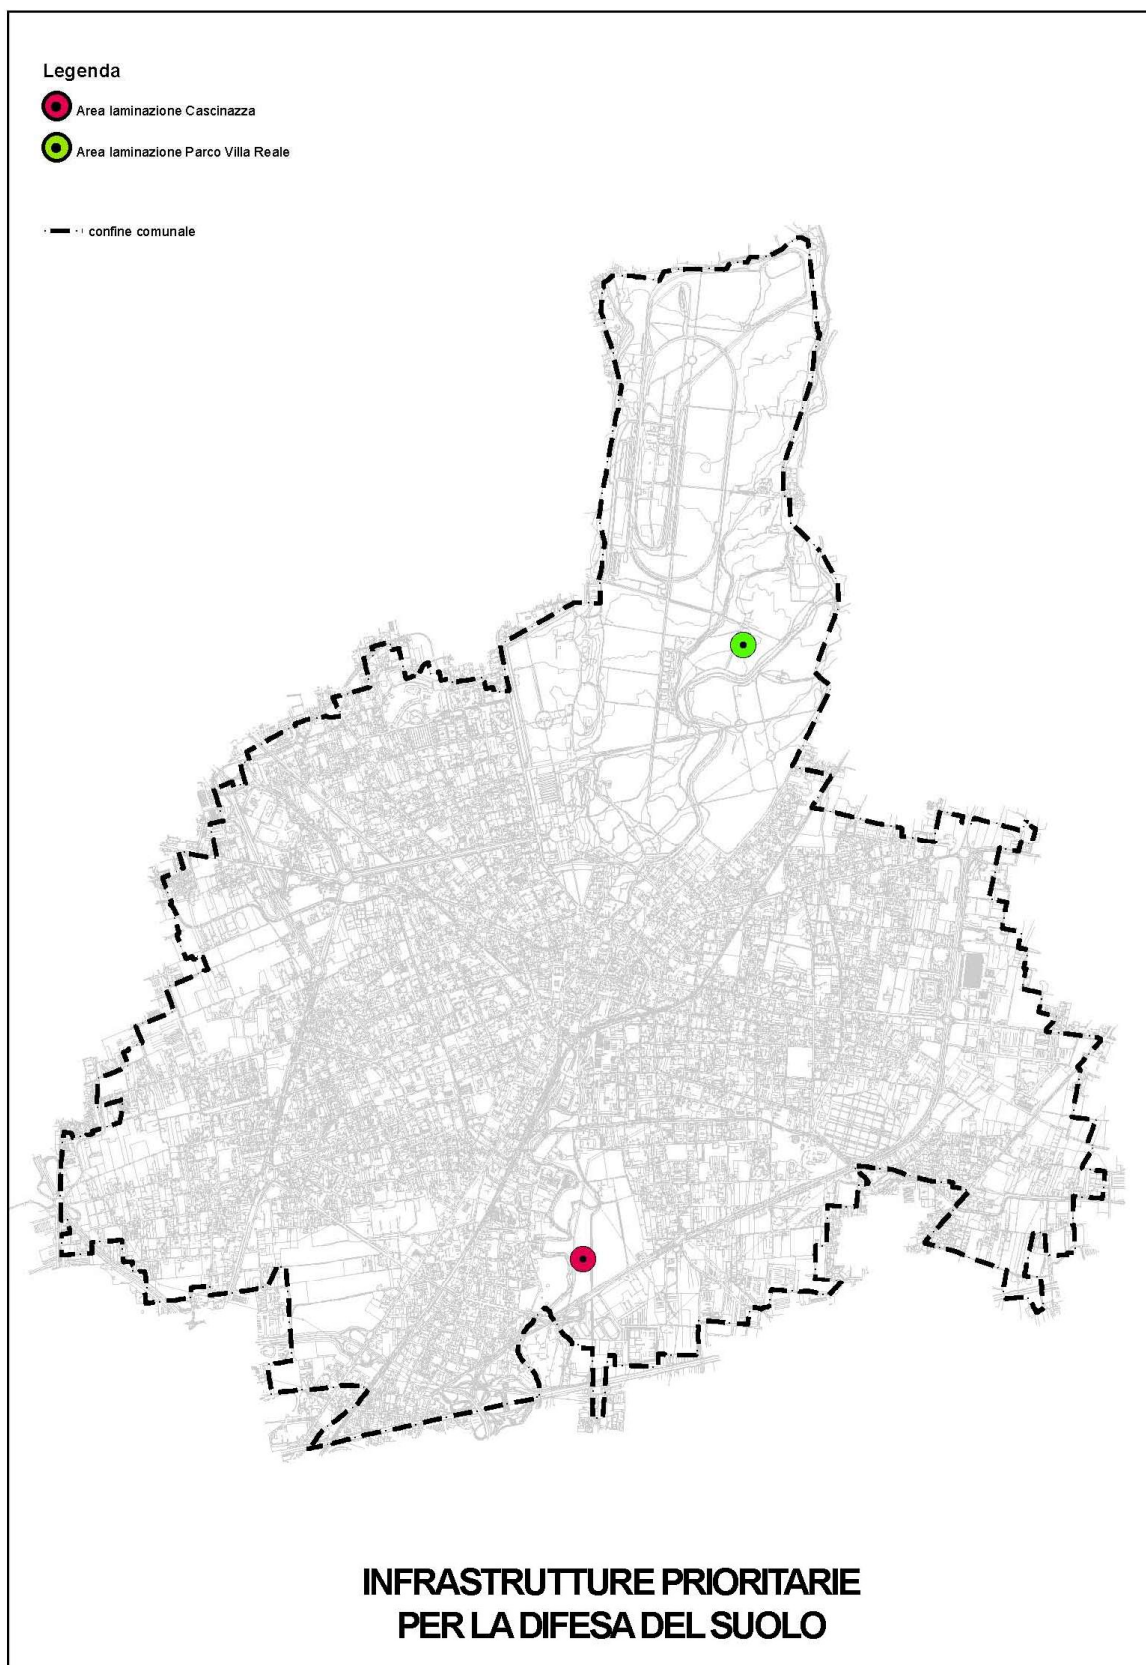 Legenda
Area laminazione Cascinazza
Area laminazione Parco Villa Reale
confine comunale
INFRASTRUTTURE PRIORITARIE
PER LA DIFESA DEL SUOLO